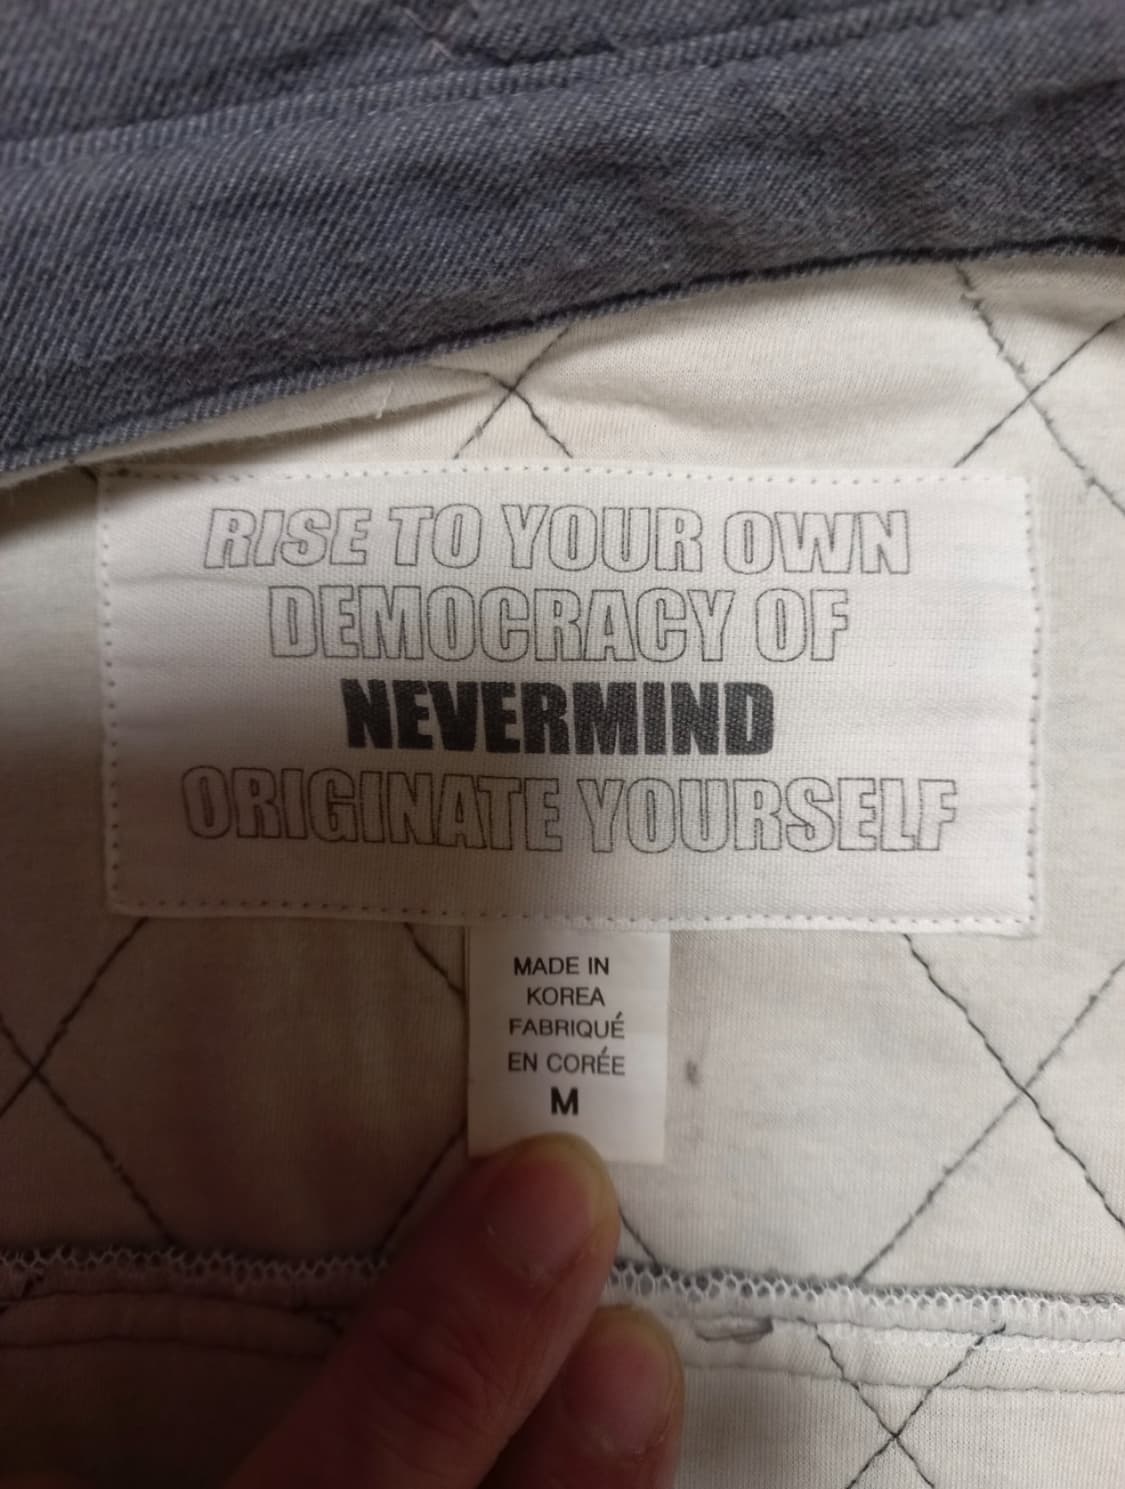 RISE TO YOUR OWN
DEMOCRACY OF
NEVERMIND
ORIGINATE YOURSELF
MADE IN
KOREA
FABRIQUÉ
EN CORÉE
M